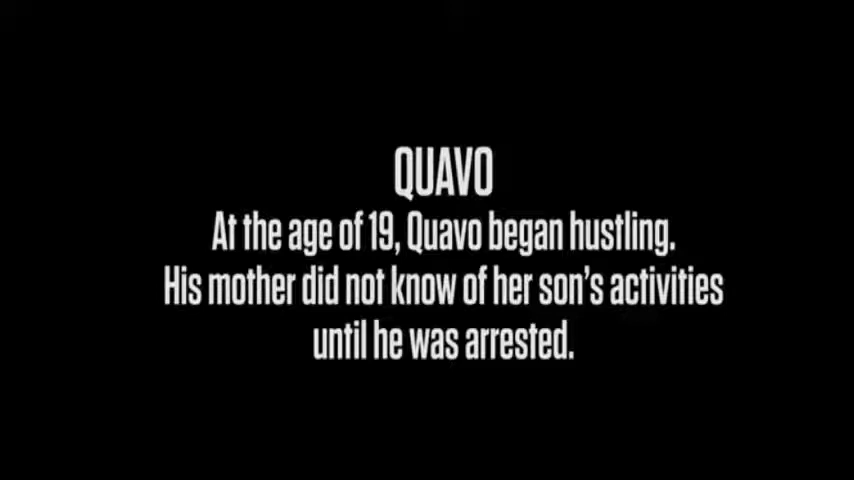 QUAVO
At the age of 19, Quavo began hustling.
His mother did not know of her son’s activities
until he was arrested.